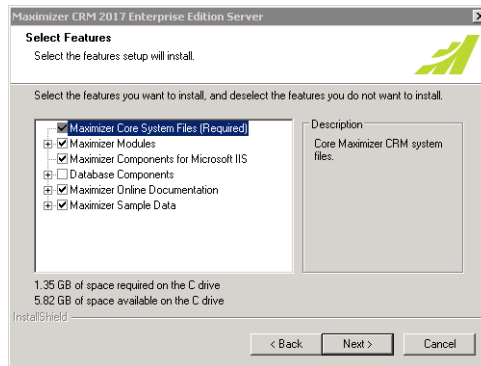 Maximizer CRM 2017 Enterprise Edition Server
Select Features
Select the features setup will install.
Select the features you want to install, and deselect the features you do not want to install.
Maximizer Core System Files (Required)
Maximizer Modules
Maximizer Components for Microsoft IIS
Database Components
Maximizer Online Documentation
Maximizer Sample Data
Description
Core Maximizer CRM system
files.
1.35 GB of space required on the C drive
5.82 GB of space available on the C drive
InstallShield
< Back Next > Cancel